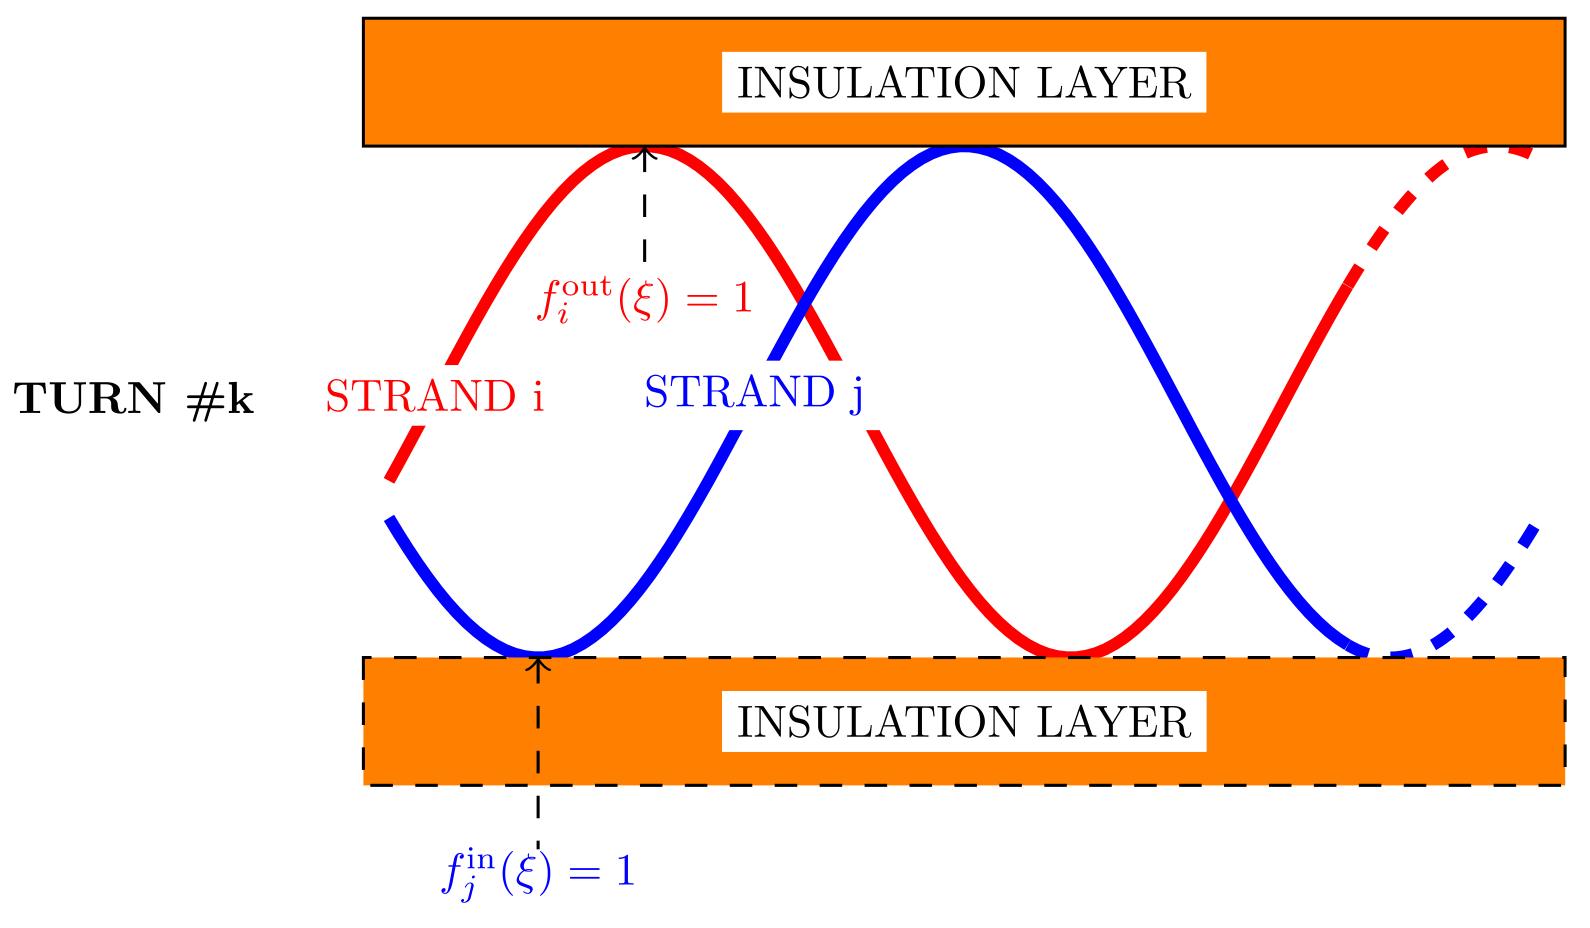 INSULATION LAYER
f_i^out(ξ) = 1
TURN #k
STRAND i
STRAND j
INSULATION LAYER
f_j^in(ξ) = 1